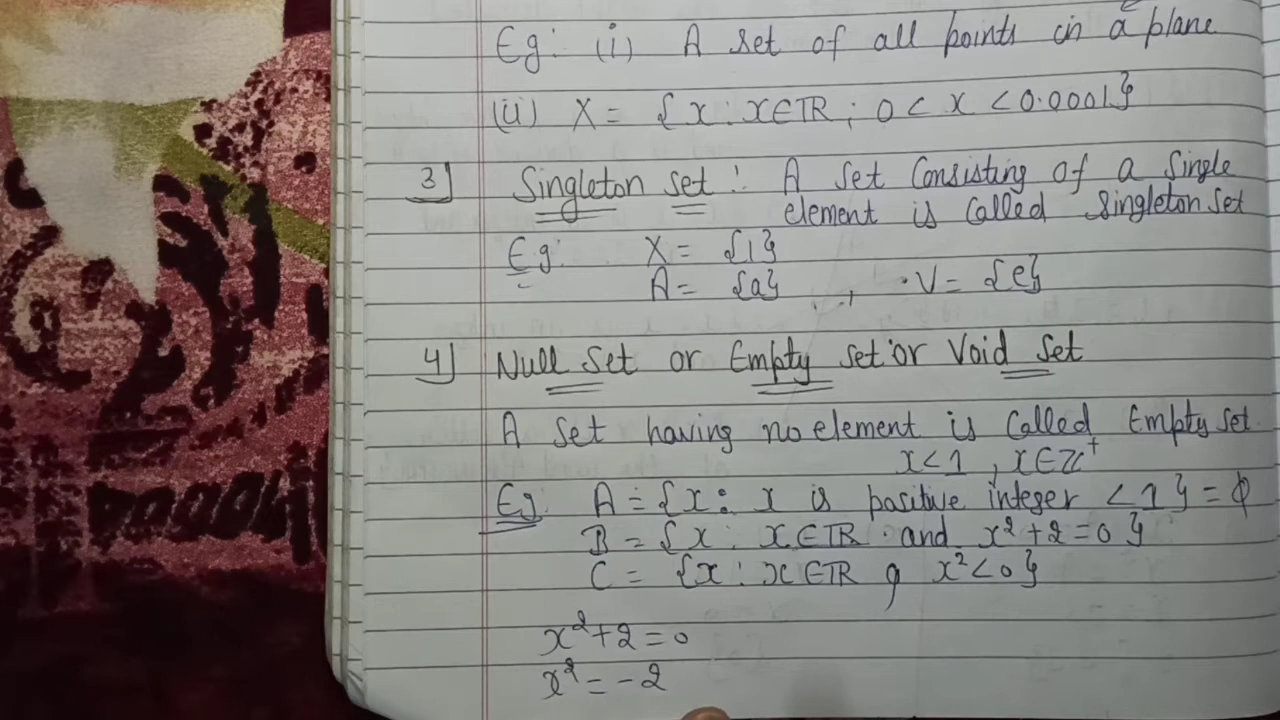 Eg: (i) A set of all points in a plane
(ii) X = {x : x∈ℝ ; 0 < x < 0.0001}
3) Singleton set : A set Consisting of a Single
element is Called Singleton set
Eg: X = {1}
A = {a} , V = {e}
4) Null Set or Empty set or Void set
A set having no element is Called Empty set
x<1 , x∈ℤ⁺
Eg. A = {x : x is positive integer < 1} = ϕ
B = {x : x∈ℝ and x²+2=0}
C = {x : x∈ℝ , x²<0}
x²+2=0
x²=-2